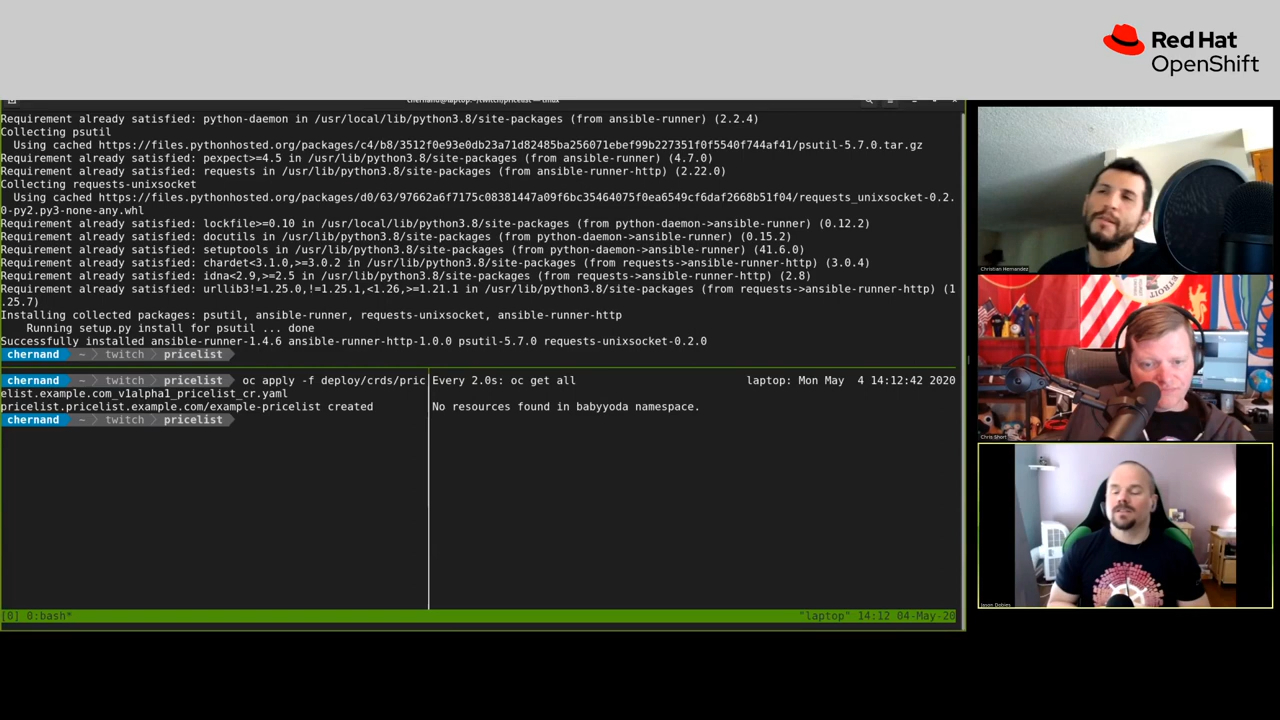 Red Hat
OpenShift
chernand@laptop:~/twitch/pricelist — tmux
Requirement already satisfied: python-daemon in /usr/local/lib/python3.8/site-packages (from ansible-runner) (2.2.4)
Collecting psutil
  Using cached https://files.pythonhosted.org/packages/c4/b8/3512f0e93e0db23a71d82485ba256071ebef99b227351f0f5540f744af41/psutil-5.7.0.tar.gz
Requirement already satisfied: pexpect>=4.5 in /usr/lib/python3.8/site-packages (from ansible-runner) (4.7.0)
Requirement already satisfied: requests in /usr/lib/python3.8/site-packages (from ansible-runner-http) (2.22.0)
Collecting requests-unixsocket
  Using cached https://files.pythonhosted.org/packages/d0/63/97662a6f7175c08381447a09f6bc35464075f0ea6549cf6daf2668b51f04/requests_unixsocket-0.2.
0-py2.py3-none-any.whl
Requirement already satisfied: lockfile>=0.10 in /usr/local/lib/python3.8/site-packages (from python-daemon->ansible-runner) (0.12.2)
Requirement already satisfied: docutils in /usr/lib/python3.8/site-packages (from python-daemon->ansible-runner) (0.15.2)
Requirement already satisfied: setuptools in /usr/lib/python3.8/site-packages (from python-daemon->ansible-runner) (41.6.0)
Requirement already satisfied: chardet<3.1.0,>=3.0.2 in /usr/lib/python3.8/site-packages (from requests->ansible-runner-http) (3.0.4)
Requirement already satisfied: idna<2.9,>=2.5 in /usr/lib/python3.8/site-packages (from requests->ansible-runner-http) (2.8)
Requirement already satisfied: urllib3!=1.25.0,!=1.25.1,<1.26,>=1.21.1 in /usr/lib/python3.8/site-packages (from requests->ansible-runner-http) (1
.25.7)
Installing collected packages: psutil, ansible-runner, requests-unixsocket, ansible-runner-http
    Running setup.py install for psutil ... done
Successfully installed ansible-runner-1.4.6 ansible-runner-http-1.0.0 psutil-5.7.0 requests-unixsocket-0.2.0
chernand ~ twitch pricelist
chernand ~ twitch pricelist oc apply -f deploy/crds/pric
elist.example.com_v1alpha1_pricelist_cr.yaml
pricelist.pricelist.example.com/example-pricelist created
chernand ~ twitch pricelist
Every 2.0s: oc get all laptop: Mon May  4 14:12:42 2020
No resources found in babyyoda namespace.
[0] 0:bash* "laptop" 14:12 04-May-20
Christian Hernandez
DETROIT
Chris Short
Jason Dobies